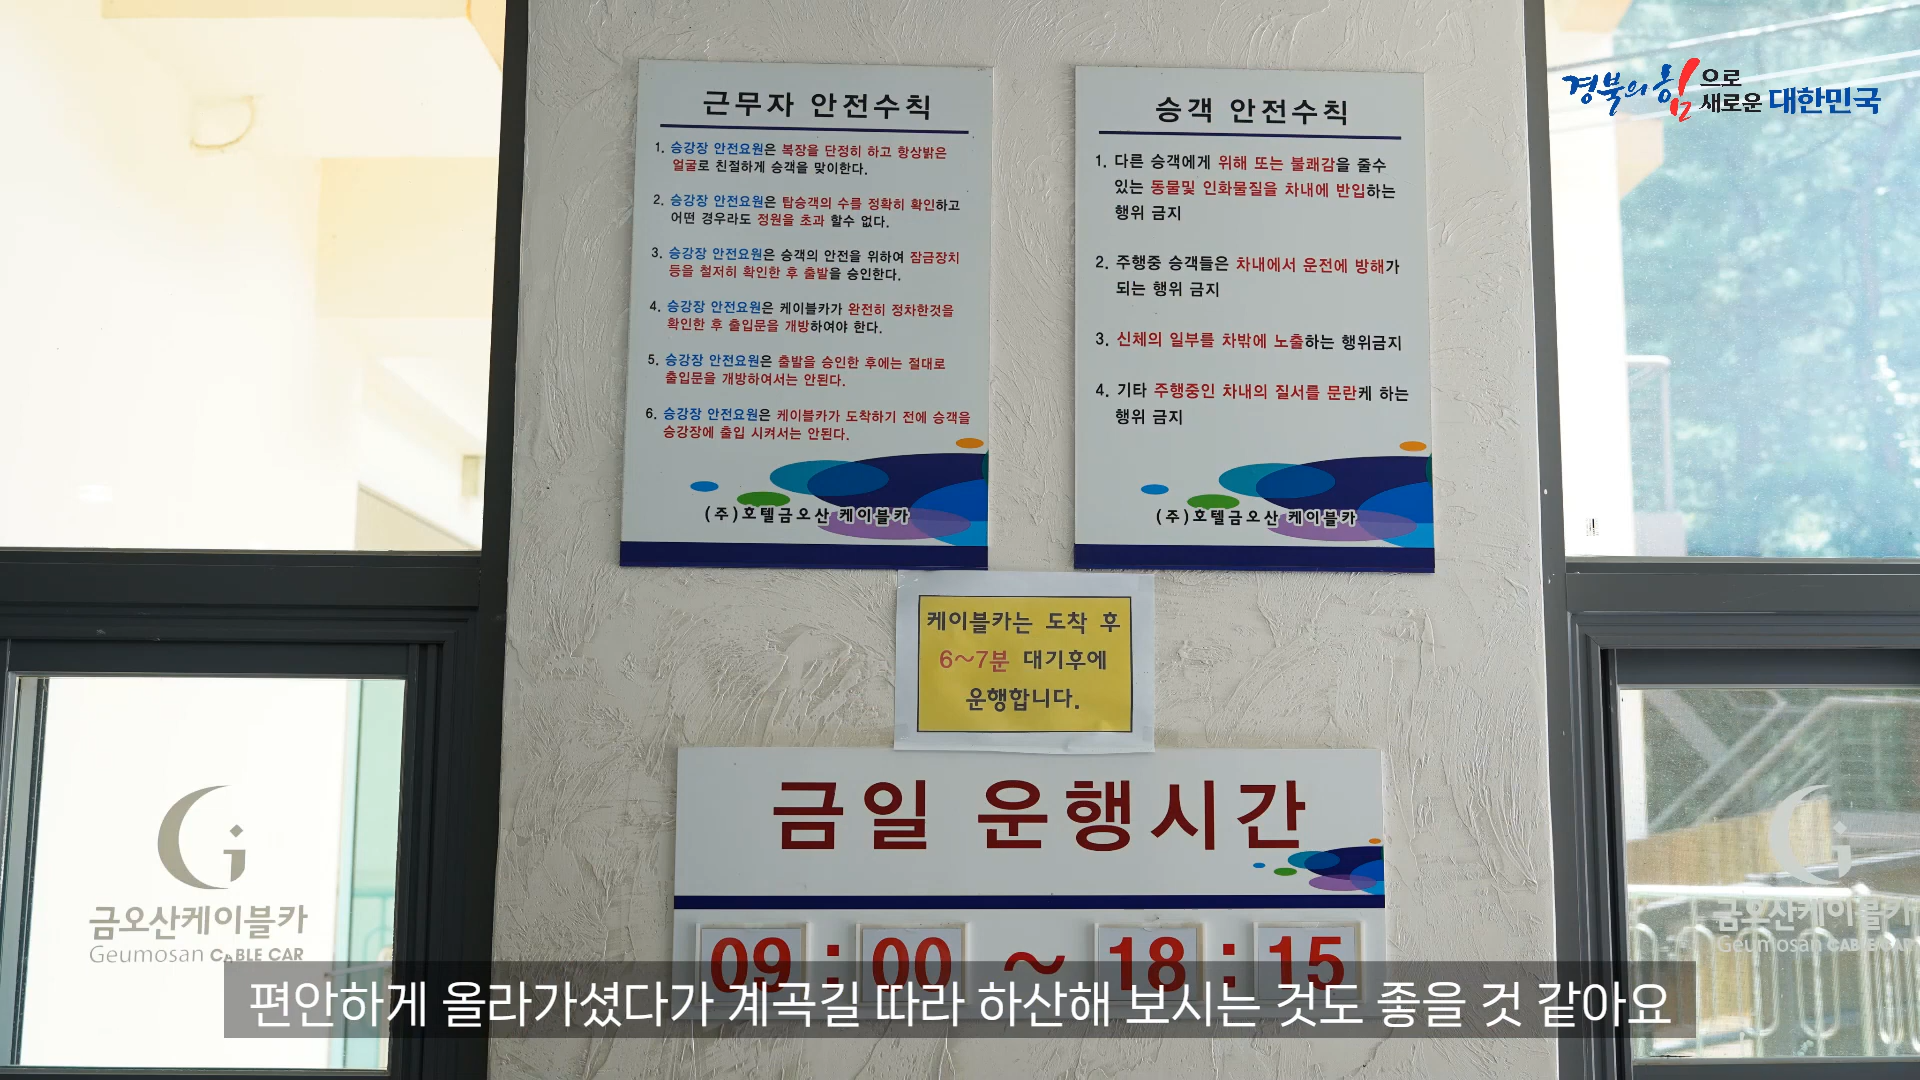 경북의 힘으로
새로운 대한민국
근무자 안전수칙
1. 승강장 안전요원은 복장을 단정히 하고 항상밝은
얼굴로 친절하게 승객을 맞이한다.
2. 승강장 안전요원은 탑승객의 수를 정확히 확인하고
어떤 경우라도 정원을 초과 할수 없다.
3. 승강장 안전요원은 승객의 안전을 위하여 잠금장치
등을 철저히 확인한 후 출발을 승인한다.
4. 승강장 안전요원은 케이블카가 완전히 정차한것을
확인한 후 출입문을 개방하여야 한다.
5. 승강장 안전요원은 출발을 승인한 후에는 절대로
출입문을 개방하여서는 안된다.
6. 승강장 안전요원은 케이블카가 도착하기 전에 승객을
승강장에 출입 시켜서는 안된다.
(주)호텔금오산 케이블카
승객 안전수칙
1. 다른 승객에게 위해 또는 불쾌감을 줄수
있는 동물및 인화물질을 차내에 반입하는
행위 금지
2. 주행중 승객들은 차내에서 운전에 방해가
되는 행위 금지
3. 신체의 일부를 차밖에 노출하는 행위금지
4. 기타 주행중인 차내의 질서를 문란케 하는
행위 금지
(주)호텔금오산 케이블카
케이블카는 도착 후
6~7분 대기후에
운행합니다.
금일 운행시간
09 : 00 ~ 18 : 15
금오산케이블카
Geumosan CABLE CAR
금오산케이블카
Geumosan CABLE CAR
편안하게 올라가셨다가 계곡길 따라 하산해 보시는 것도 좋을 것 같아요